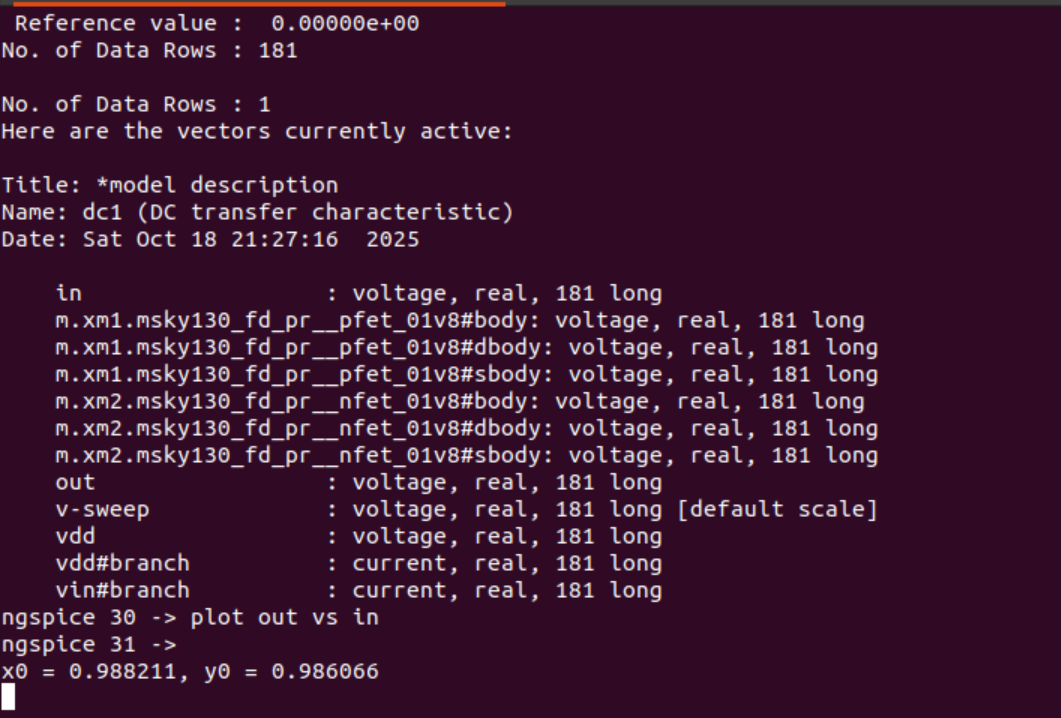 Reference value :  0.00000e+00
No. of Data Rows : 181
No. of Data Rows : 1
Here are the vectors currently active:
Title: *model description
Name: dc1 (DC transfer characteristic)
Date: Sat Oct 18 21:27:16  2025
in                  : voltage, real, 181 long
m.xm1.msky130_fd_pr__pfet_01v8#body: voltage, real, 181 long
m.xm1.msky130_fd_pr__pfet_01v8#dbody: voltage, real, 181 long
m.xm1.msky130_fd_pr__pfet_01v8#sbody: voltage, real, 181 long
m.xm2.msky130_fd_pr__nfet_01v8#body: voltage, real, 181 long
m.xm2.msky130_fd_pr__nfet_01v8#dbody: voltage, real, 181 long
m.xm2.msky130_fd_pr__nfet_01v8#sbody: voltage, real, 181 long
out                 : voltage, real, 181 long
v-sweep             : voltage, real, 181 long [default scale]
vdd                 : voltage, real, 181 long
vdd#branch          : current, real, 181 long
vin#branch          : current, real, 181 long
ngspice 30 -> plot out vs in
ngspice 31 ->
x0 = 0.988211, y0 = 0.986066